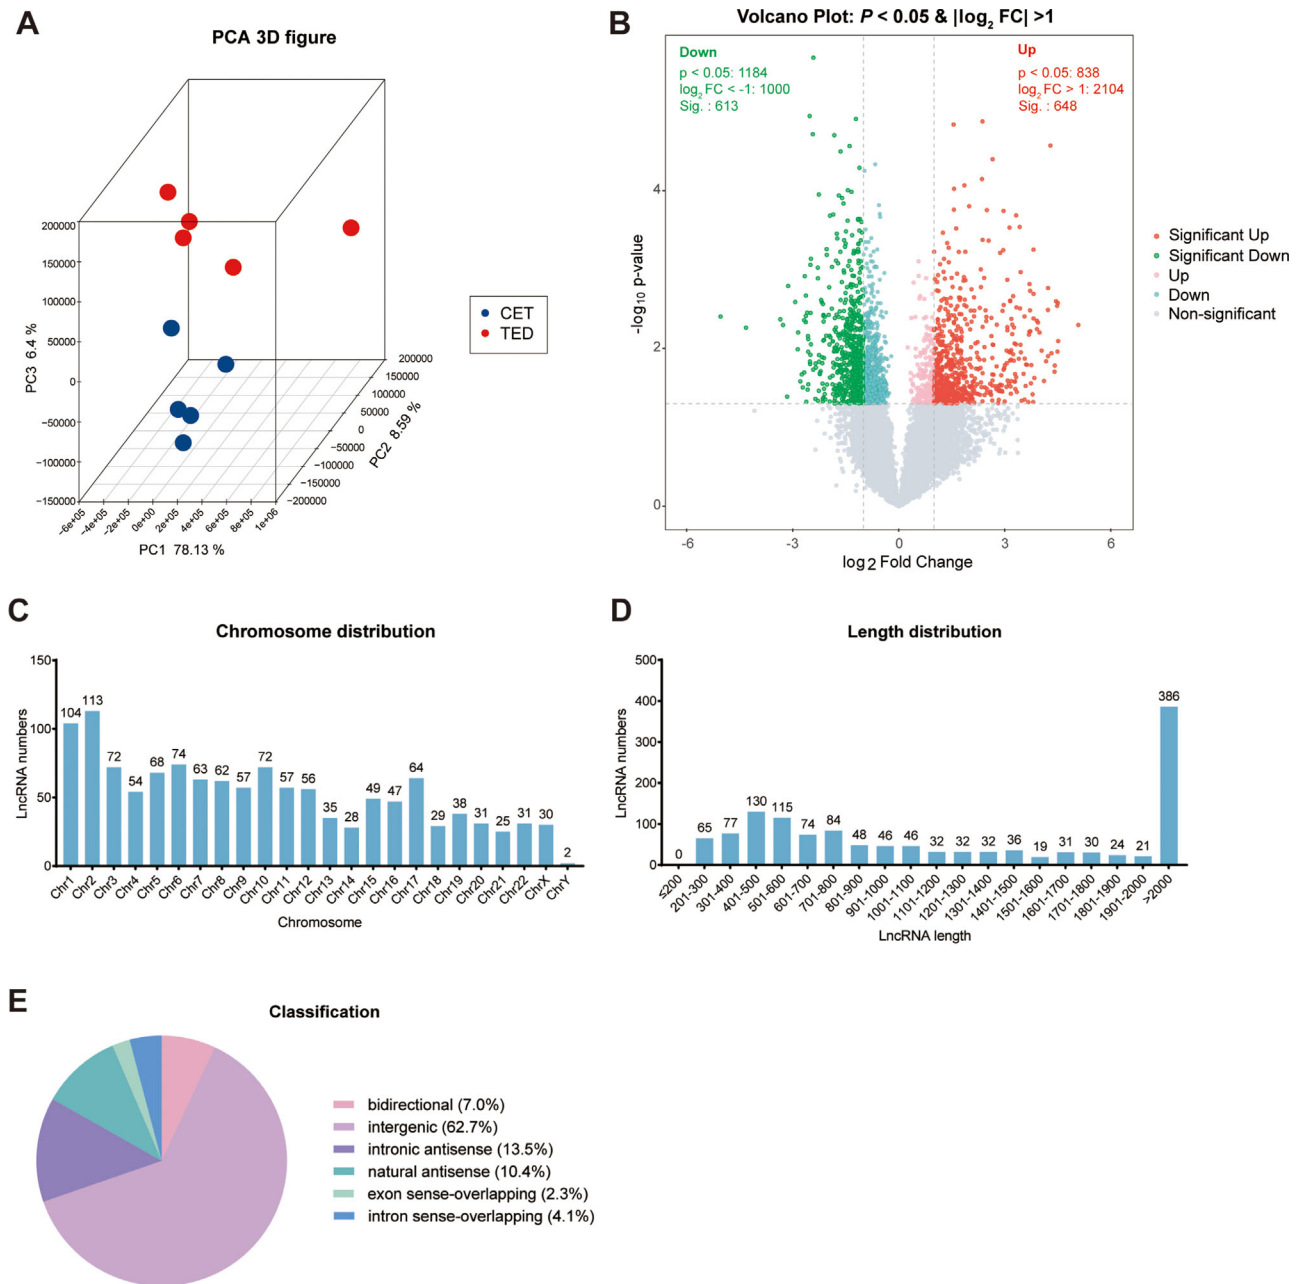 A
PCA 3D figure
200000
150000
100000
50000
0
−50000
−100000
−150000
PC3 6.4 %
−6e+05
−4e+05
−2e+05
0e+00
2e+05
4e+05
6e+05
8e+05
1e+06
PC1 78.13 %
200000
150000
100000
50000
0
−50000
−100000
−150000
−200000
PC2 8.59 %
CET
TED
B
Volcano Plot: P < 0.05 & |log2 FC| >1
Down
p < 0.05: 1184
log2 FC < -1: 1000
Sig. : 613
Up
p < 0.05: 838
log2 FC > 1: 2104
Sig. : 648
4
2
0
-log10 p-value
-6
-3
0
3
6
log2 Fold Change
Significant Up
Significant Down
Up
Down
Non-significant
C
Chromosome distribution
LncRNA numbers
150
100
50
0
104
113
72
54
68
74
63
62
57
72
57
56
35
28
49
47
64
29
38
31
25
31
30
2
Chr1
Chr2
Chr3
Chr4
Chr5
Chr6
Chr7
Chr8
Chr9
Chr10
Chr11
Chr12
Chr13
Chr14
Chr15
Chr16
Chr17
Chr18
Chr19
Chr20
Chr21
Chr22
ChrX
ChrY
Chromosome
D
Length distribution
LncRNA numbers
500
400
300
200
100
0
0
65
77
130
115
74
84
48
46
46
32
32
32
36
19
31
30
24
21
386
≤200
201-300
301-400
401-500
501-600
601-700
701-800
801-900
901-1000
1001-1100
1101-1200
1201-1300
1301-1400
1401-1500
1501-1600
1601-1700
1701-1800
1801-1900
1901-2000
>2000
LncRNA length
E
Classification
bidirectional (7.0%)
intergenic (62.7%)
intronic antisense (13.5%)
natural antisense (10.4%)
exon sense-overlapping (2.3%)
intron sense-overlapping (4.1%)